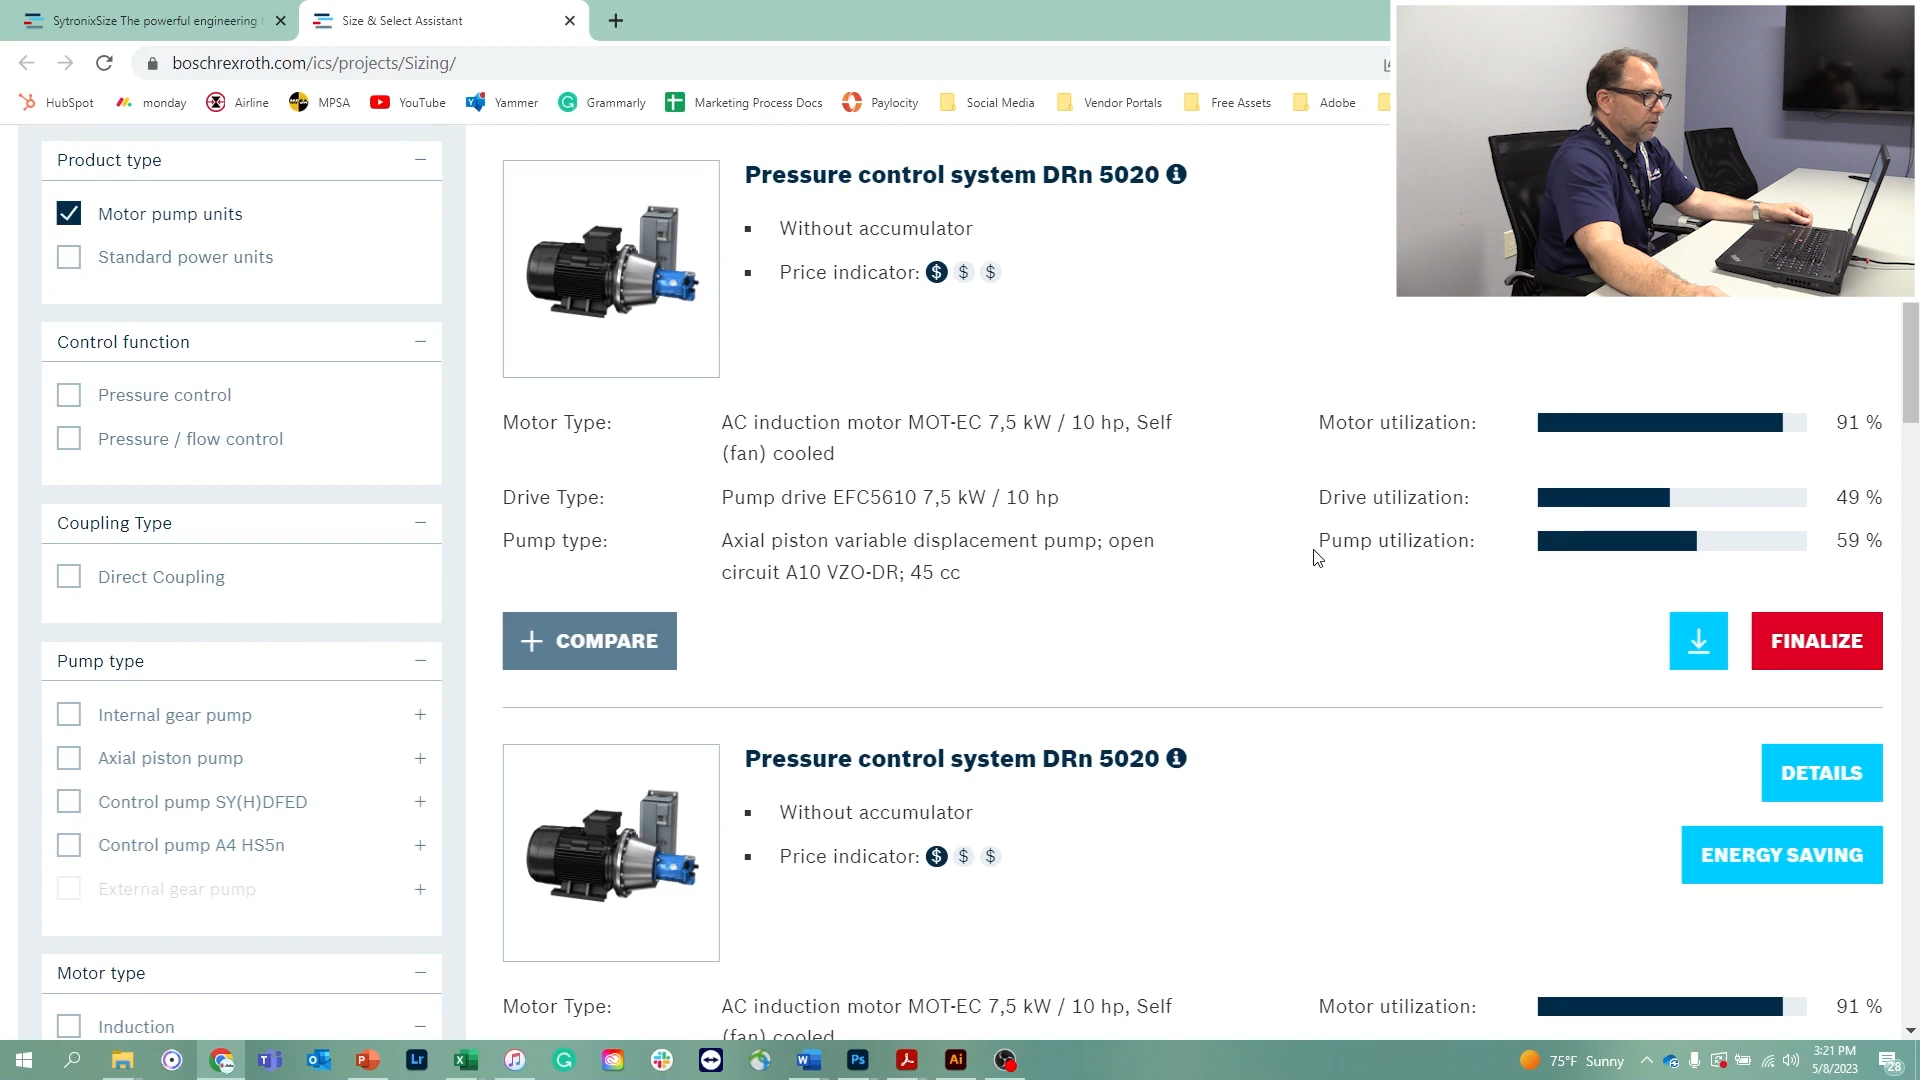 SytronixSize The powerful engineering
Size & Select Assistant
boschrexroth.com/ics/projects/Sizing/
HubSpot
monday
Airline
MPSA
YouTube
Yammer
Grammarly
Marketing Process Docs
Paylocity
Social Media
Vendor Portals
Free Assets
Adobe
Product type
Motor pump units
Standard power units
Control function
Pressure control
Pressure / flow control
Coupling Type
Direct Coupling
Pump type
Internal gear pump
Axial piston pump
Control pump SY(H)DFED
Control pump A4 HS5n
External gear pump
Motor type
Induction
Pressure control system DRn 5020
Without accumulator
Price indicator: $ $ $
Motor Type: AC induction motor MOT-EC 7,5 kW / 10 hp, Self
(fan) cooled
Motor utilization: 91 %
Drive Type: Pump drive EFC5610 7,5 kW / 10 hp
Drive utilization: 49 %
Pump type: Axial piston variable displacement pump; open
circuit A10 VZO-DR; 45 cc
Pump utilization: 59 %
COMPARE
FINALIZE
Pressure control system DRn 5020
DETAILS
Without accumulator
Price indicator: $ $ $
ENERGY SAVING
Motor Type: AC induction motor MOT-EC 7,5 kW / 10 hp, Self
(fan) cooled
Motor utilization: 91 %
75°F Sunny
3:21 PM
5/8/2023
28